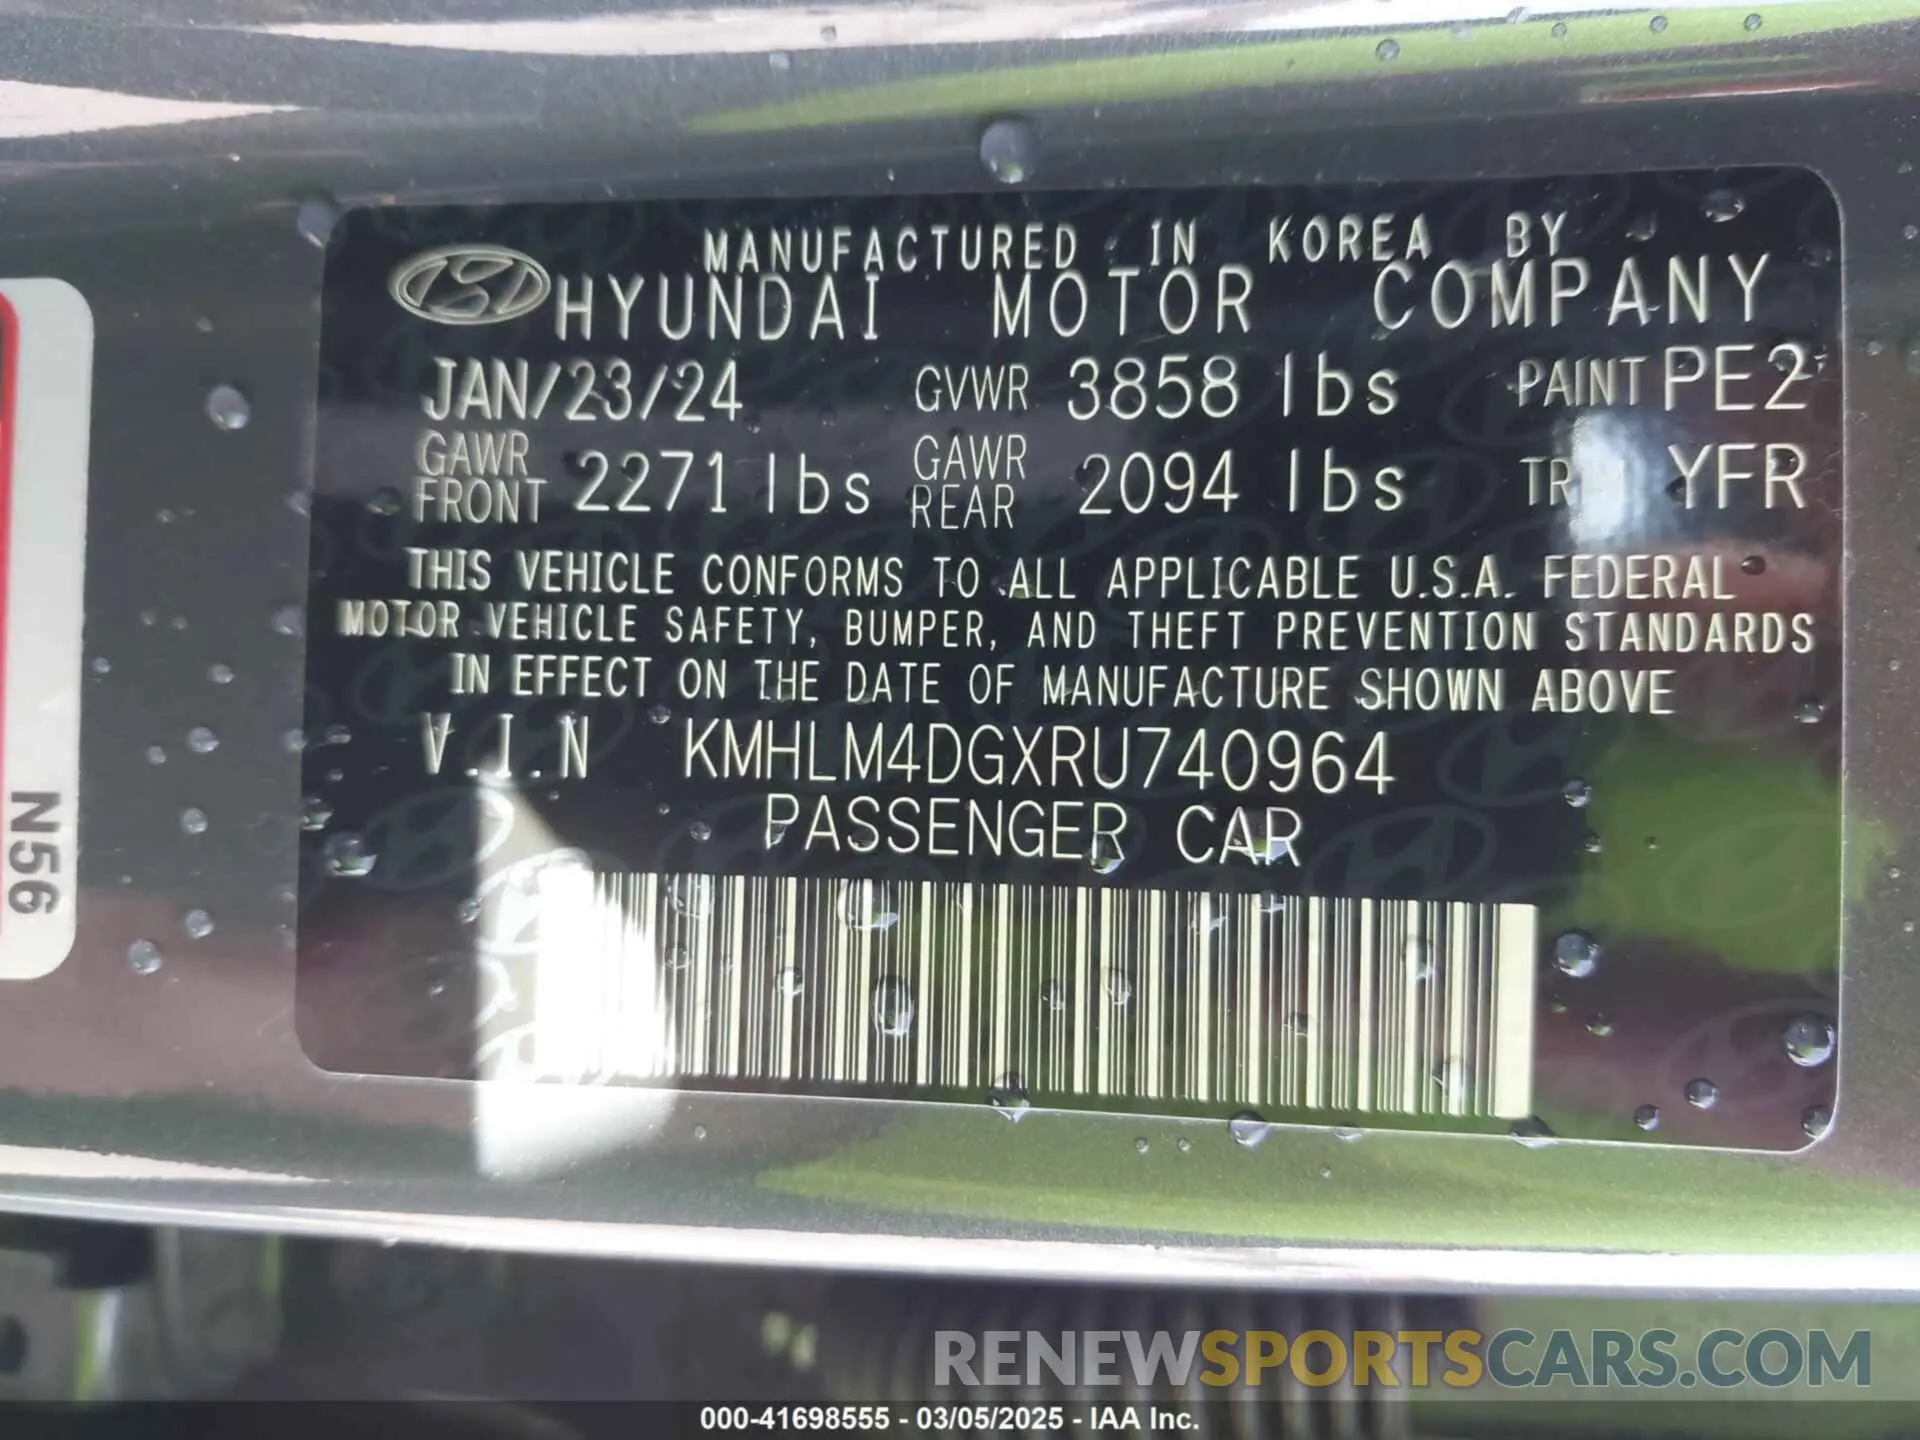 MANUFACTURED IN KOREA BY
HYUNDAI MOTOR COMPANY
JAN/23/24 GVWR 3858 lbs PAINT PE2
GAWR FRONT 2271 lbs GAWR REAR 2094 lbs YFR
THIS VEHICLE CONFORMS TO ALL APPLICABLE U.S.A. FEDERAL
MOTOR VEHICLE SAFETY, BUMPER, AND THEFT PREVENTION STANDARDS
IN EFFECT ON THE DATE OF MANUFACTURE SHOWN ABOVE
V.I.N KMHLM4DGXRU740964
PASSENGER CAR
N56
RENEWSPORTSCARS.COM
000-41698555 - 03/05/2025 - IAA Inc.